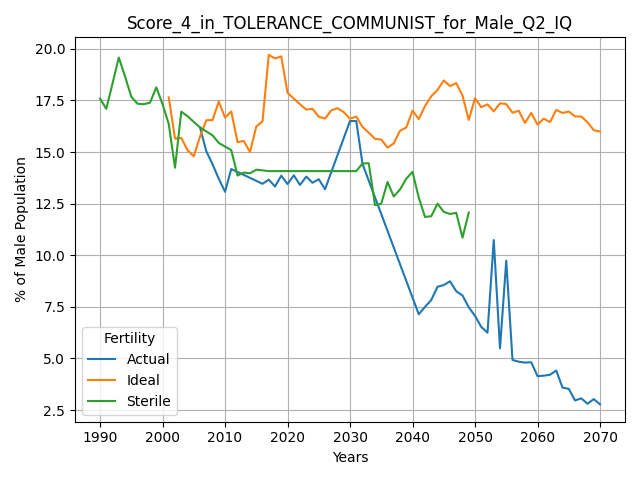 Score_4_in_TOLERANCE_COMMUNIST_for_Male_Q2_IQ
% of Male Population
20.0
17.5
15.0
12.5
10.0
7.5
5.0
2.5
Fertility
Actual
Ideal
Sterile
1990 2000 2010 2020 2030 2040 2050 2060 2070
Years